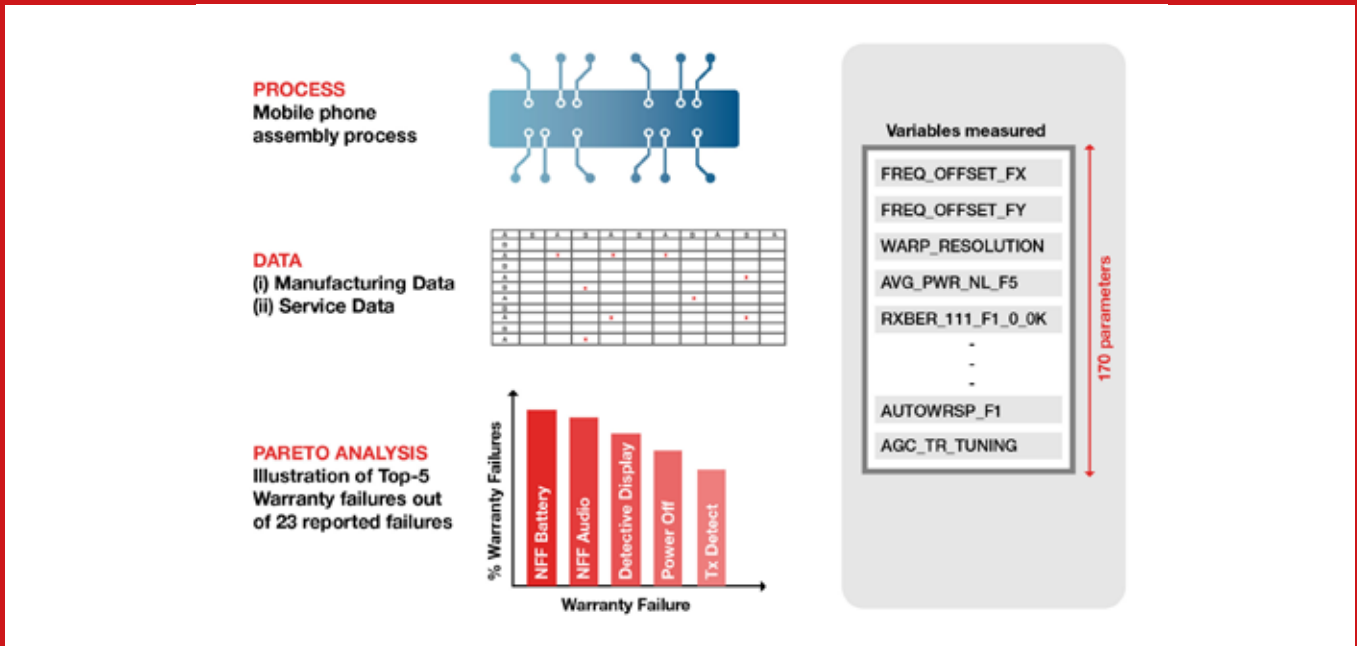 PROCESS
Mobile phone
assembly process
DATA
(i) Manufacturing Data
(ii) Service Data
A B A B A B A B A B A
B
A
B
A
B
A
B
A
B
A
PARETO ANALYSIS
Illustration of Top-5
Warranty failures out
of 23 reported failures
% Warranty Failures
NFF Battery
NFF Audio
Detective Display
Power Off
Tx Detect
Warranty Failure
Variables measured
FREQ_OFFSET_FX
FREQ_OFFSET_FY
WARP_RESOLUTION
AVG_PWR_NL_F5
RXBER_111_F1_0_0K
-
-
-
AUTOWRSP_F1
AGC_TR_TUNING
170 parameters